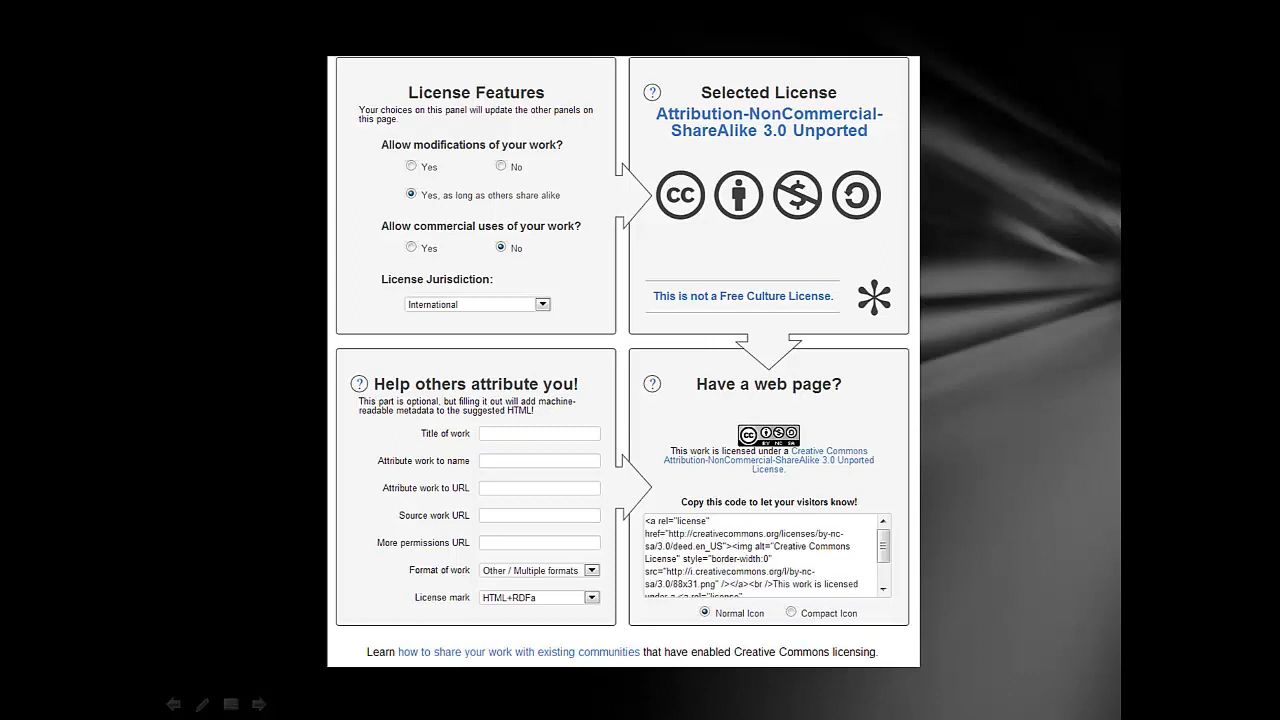 License Features
Your choices on this panel will update the other panels on
this page.
Allow modifications of your work?
Yes
No
Yes, as long as others share alike
Allow commercial uses of your work?
Yes
No
License Jurisdiction:
International
? Selected License
Attribution-NonCommercial-
ShareAlike 3.0 Unported
cc $
This is not a Free Culture License.
? Help others attribute you!
This part is optional, but filling it out will add machine-
readable metadata to the suggested HTML!
Title of work
Attribute work to name
Attribute work to URL
Source work URL
More permissions URL
Format of work Other / Multiple formats
License mark HTML+RDFa
? Have a web page?
cc $
BY NC SA
This work is licensed under a Creative Commons
Attribution-NonCommercial-ShareAlike 3.0 Unported
License.
Copy this code to let your visitors know!
<a rel="license"
href="http://creativecommons.org/licenses/by-nc-
sa/3.0/deed.en_US"><img alt="Creative Commons
License" style="border-width:0"
src="http://i.creativecommons.org/l/by-nc-
sa/3.0/88x31.png" /></a><br />This work is licensed
under a <a rel="license"
Normal Icon
Compact Icon
Learn how to share your work with existing communities that have enabled Creative Commons licensing.